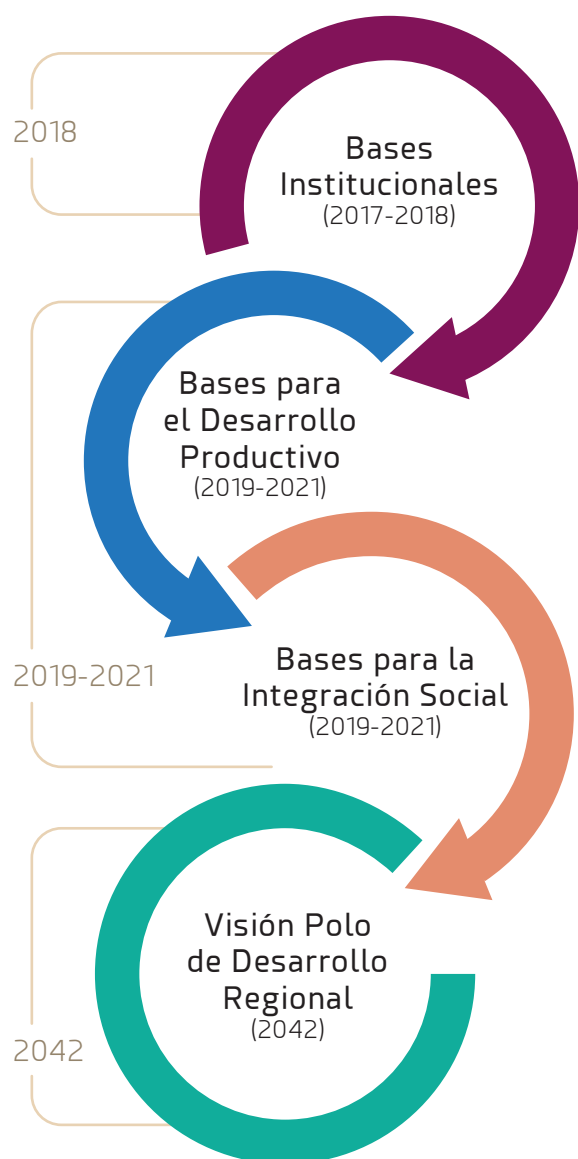 2018
Bases
Institucionales
(2017-2018)
Bases para
el Desarrollo
Productivo
(2019-2021)
2019-2021
Bases para la
Integración Social
(2019-2021)
Visión Polo
de Desarrollo
Regional
(2042)
2042